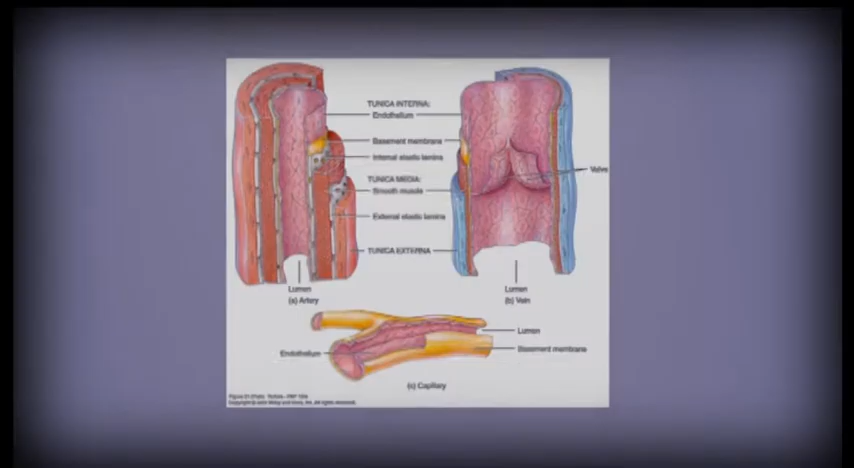 TUNICA INTERNA:
Endothelium
Basement membrane
Internal elastic lamina
Valve
TUNICA MEDIA:
Smooth muscle
External elastic lamina
TUNICA EXTERNA
Lumen
(a) Artery
Lumen
(b) Vein
Lumen
Basement membrane
Endothelium
(c) Capillary